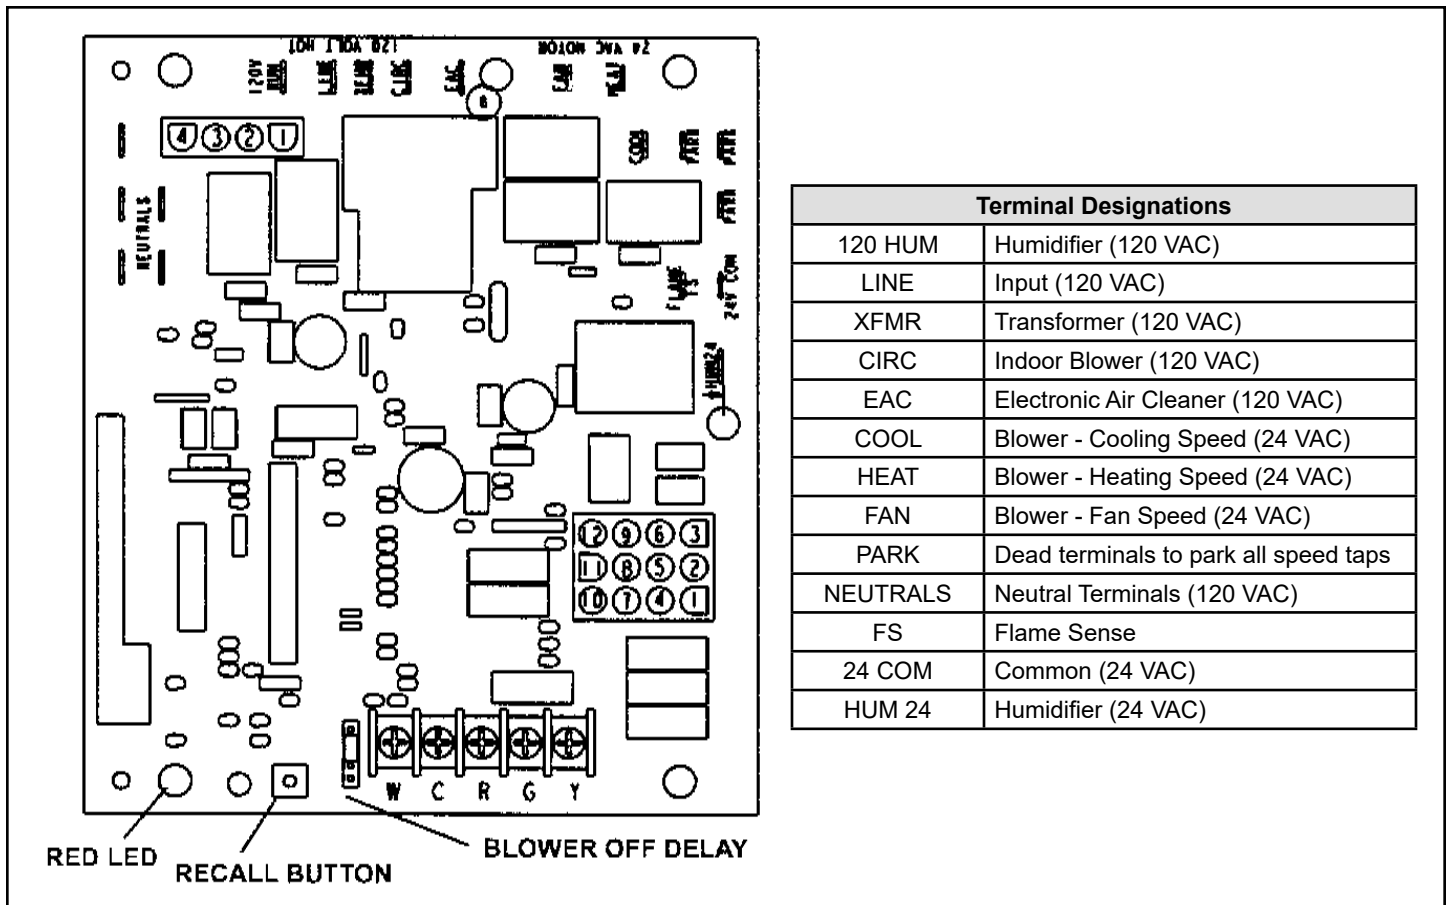 120 VOLT HOT
24 VAC MOTOR
120V HUM
LINE
XFMR
CIRC
EAC
FAN
HEAT
4 3 2 1
COOL
PARK
PARK
PARK
NEUTRALS
FLAME FS
24V COM
HUM24
12 9 6 3
11 8 5 2
10 7 4 1
W C R G Y
RED LED
RECALL BUTTON
BLOWER OFF DELAY
Terminal Designations
120 HUM Humidifier (120 VAC)
LINE Input (120 VAC)
XFMR Transformer (120 VAC)
CIRC Indoor Blower (120 VAC)
EAC Electronic Air Cleaner (120 VAC)
COOL Blower - Cooling Speed (24 VAC)
HEAT Blower - Heating Speed (24 VAC)
FAN Blower - Fan Speed (24 VAC)
PARK Dead terminals to park all speed taps
NEUTRALS Neutral Terminals (120 VAC)
FS Flame Sense
24 COM Common (24 VAC)
HUM 24 Humidifier (24 VAC)